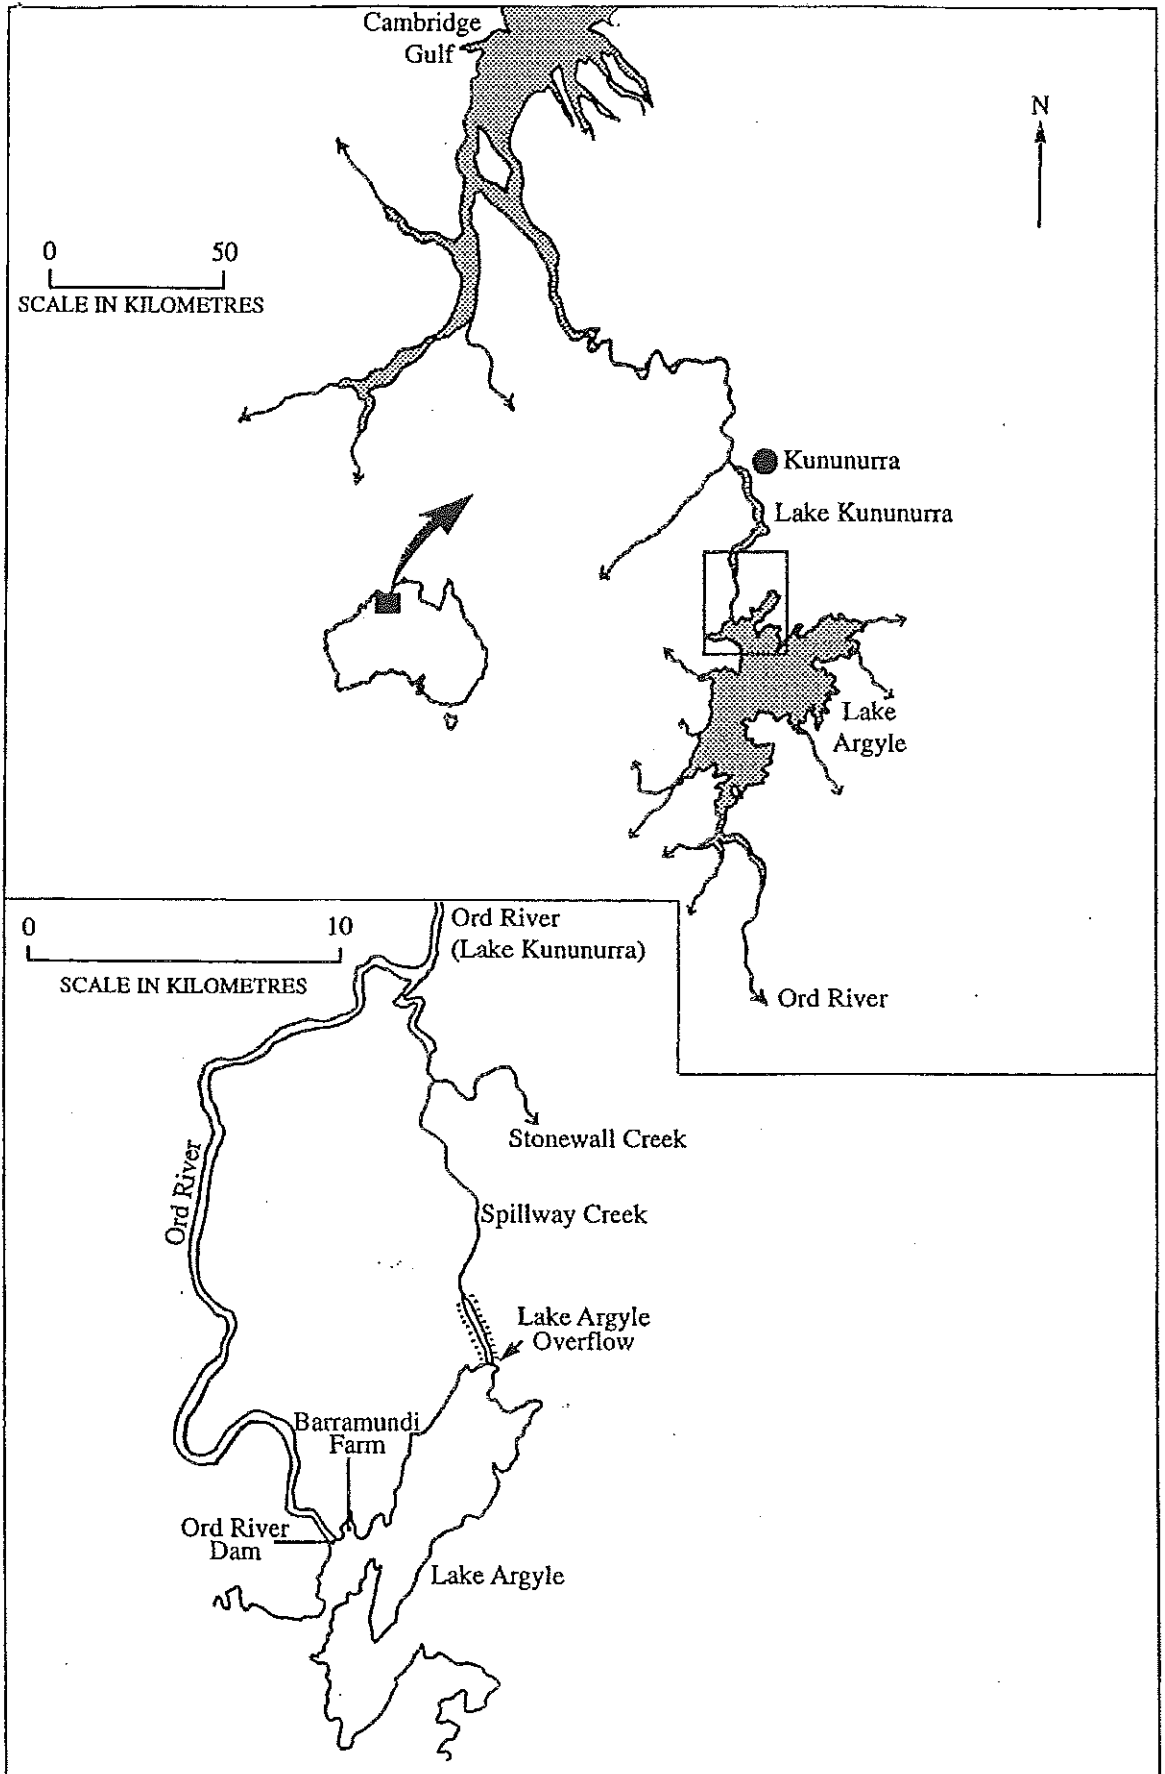 Cambridge
Gulf
N
0 50
SCALE IN KILOMETRES
Kununurra
Lake Kununurra
Lake
Argyle
Ord River
0 10
SCALE IN KILOMETRES
Ord River
(Lake Kununurra)
Stonewall Creek
Ord River
Spillway Creek
Lake Argyle
Overflow
Barramundi
Farm
Ord River
Dam
Lake Argyle